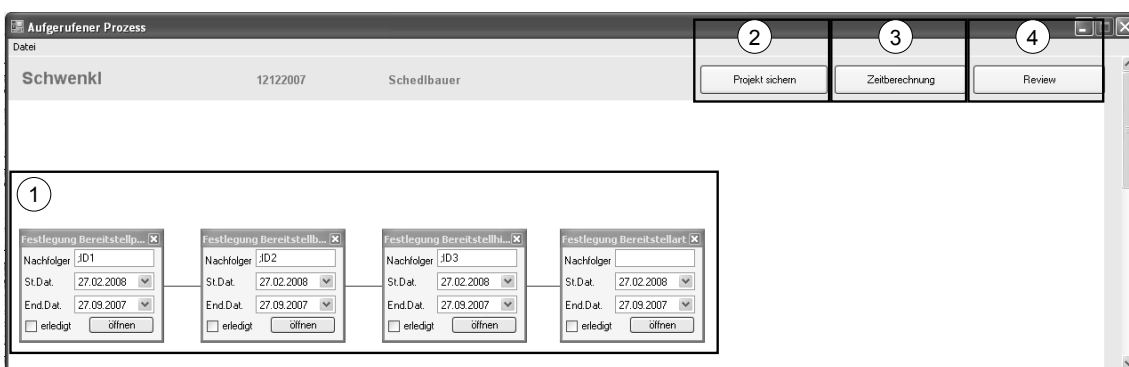 Aufgerufener Prozess
Datei
2
3
4
Schwenkl 12122007 Schedlbauer
Projekt sichern Zeitberechnung Review
1
Festlegung Bereitstellp... Festlegung Bereitstellb... Festlegung Bereitstellhi... Festlegung Bereitstellart
Nachfolger ;ID1 Nachfolger ;ID2 Nachfolger ;ID3 Nachfolger
St.Dat. 27.02.2008 St.Dat. 27.02.2008 St.Dat. 27.02.2008 St.Dat. 27.02.2008
End.Dat. 27.09.2007 End.Dat. 27.09.2007 End.Dat. 27.09.2007 End.Dat. 27.09.2007
erledigt öffnen erledigt öffnen erledigt öffnen erledigt öffnen